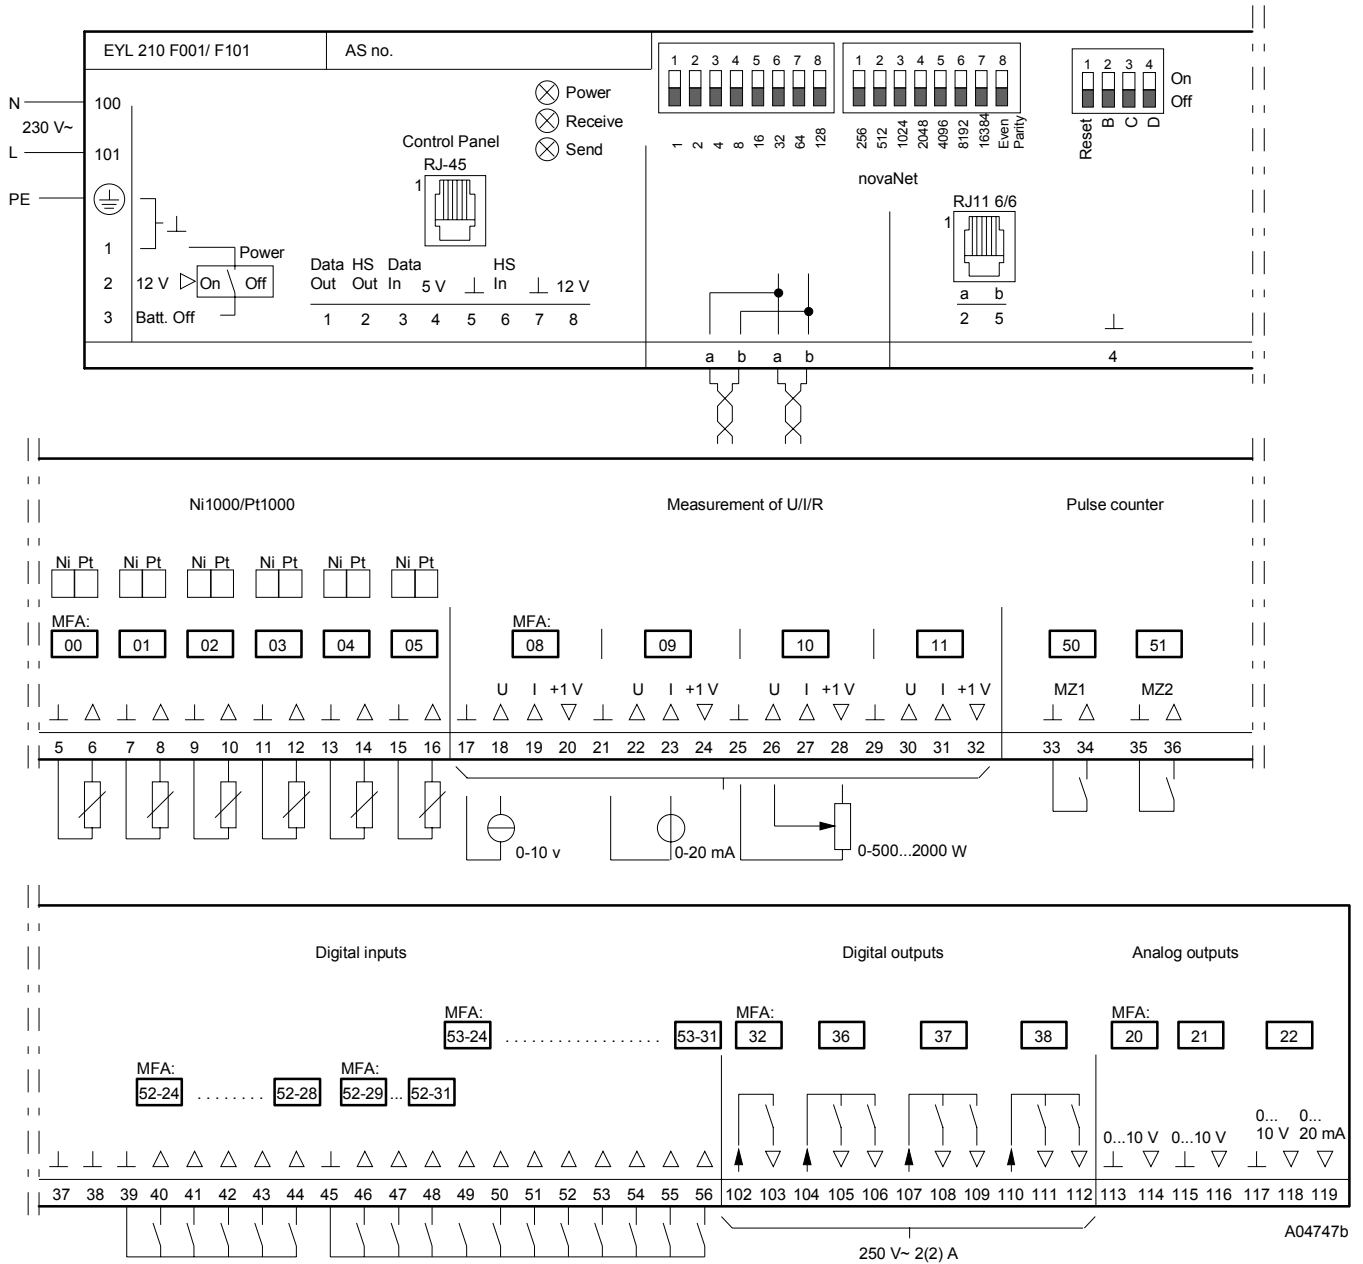 EYL 210 F001/ F101 AS no.
1 2 3 4 5 6 7 8
1 2 4 8 16 32 64 128
1 2 3 4 5 6 7 8
256 512 1024 2048 4096 8192 16384 Even Parity
1 2 3 4
On
Off
Reset B C D
N 100
230 V~
L 101
PE
1
2 12 V
3 Batt. Off
Power
On Off
Power
Receive
Send
Control Panel
RJ-45
1
Data Out HS Out Data In 5 V HS In 12 V
1 2 3 4 5 6 7 8
novaNet
RJ11 6/6
1
a b
2 5
a b a b
4
Ni1000/Pt1000 Measurement of U/I/R Pulse counter
Ni Pt Ni Pt Ni Pt Ni Pt Ni Pt Ni Pt
MFA: MFA:
00 01 02 03 04 05 08 09 10 11 50 51
U I +1 V U I +1 V U I +1 V U I +1 V MZ1 MZ2
5 6 7 8 9 10 11 12 13 14 15 16 17 18 19 20 21 22 23 24 25 26 27 28 29 30 31 32 33 34 35 36
0-10 v 0-20 mA 0-500...2000 W
Digital inputs Digital outputs Analog outputs
MFA: MFA: MFA:
53-24 . . . . . . . . . . . . . . . . . 53-31 32 36 37 38 20 21 22
MFA: MFA:
52-24 . . . . . . . . 52-28 52-29 ... 52-31
0...10 V 0...10 V 0... 10 V 0... 20 mA
37 38 39 40 41 42 43 44 45 46 47 48 49 50 51 52 53 54 55 56 102 103 104 105 106 107 108 109 110 111 112 113 114 115 116 117 118 119
250 V~ 2(2) A
A04747b